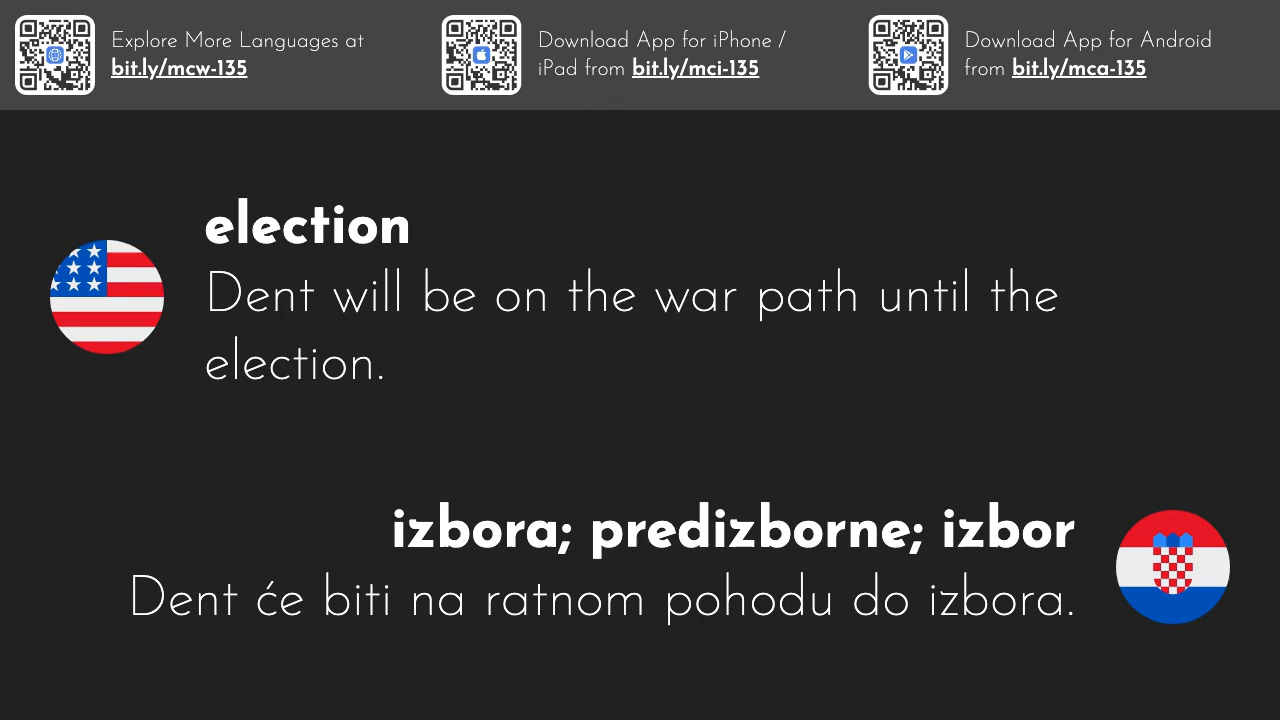 Explore More Languages at
bit.ly/mcw-135
Download App for iPhone /
iPad from bit.ly/mci-135
Download App for Android
from bit.ly/mca-135
election
Dent will be on the war path until the
election.
izbora; predizborne; izbor
Dent će biti na ratnom pohodu do izbora.